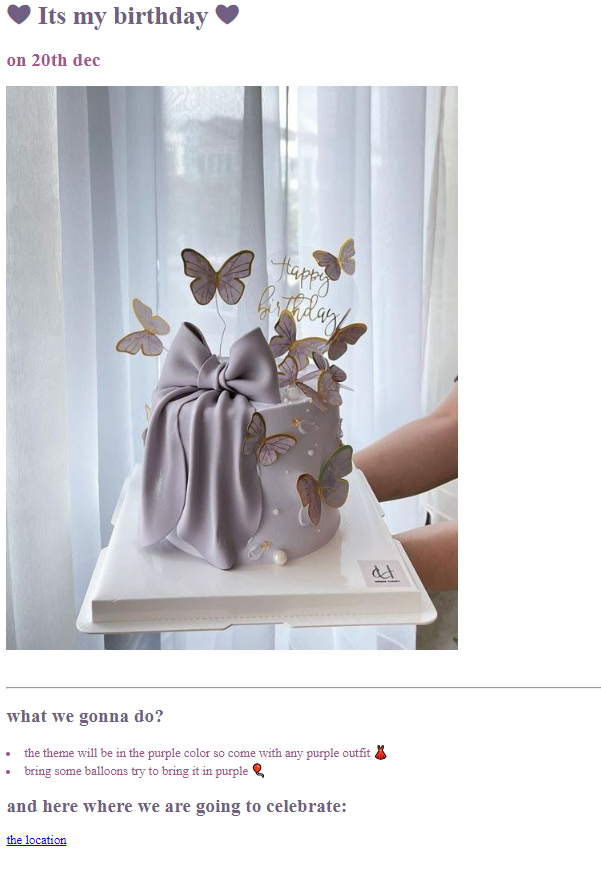 💜 Its my birthday 💜
on 20th dec
Happy
birthday
what we gonna do?
the theme will be in the purple color so come with any purple outfit 💃
bring some balloons try to bring it in purple 🎈
and here where we are going to celebrate:
the location